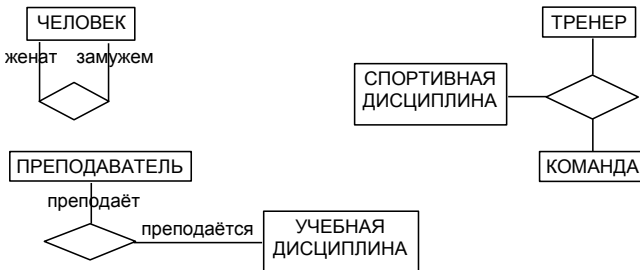 ЧЕЛОВЕК
женат замужем
ТРЕНЕР
СПОРТИВНАЯ
ДИСЦИПЛИНА
КОМАНДА
ПРЕПОДАВАТЕЛЬ
преподаёт
преподаётся
УЧЕБНАЯ
ДИСЦИПЛИНА